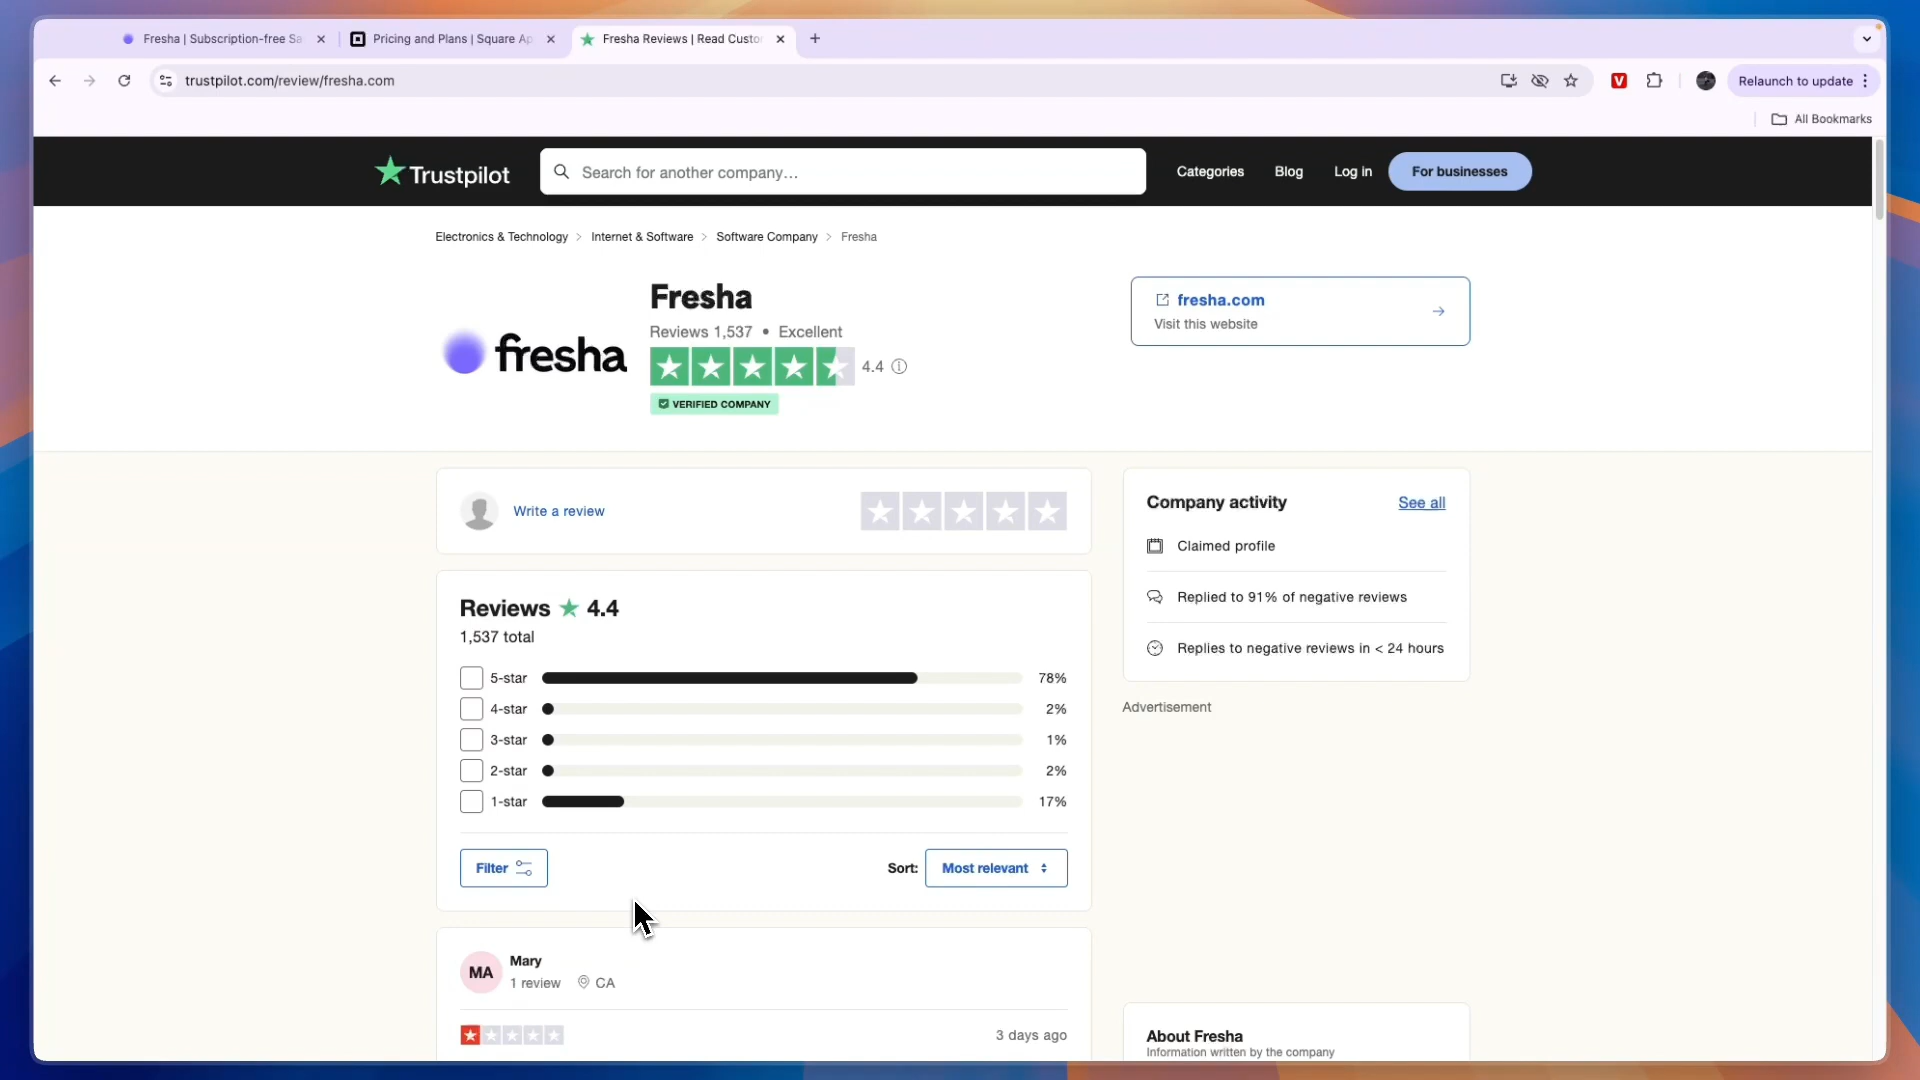 Fresha | Subscription-free Sa
Pricing and Plans | Square Ap
Fresha Reviews | Read Custo
trustpilot.com/review/fresha.com
V
Relaunch to update
All Bookmarks
Trustpilot
Search for another company…
Categories
Blog
Log in
For businesses
Electronics & Technology > Internet & Software > Software Company > Fresha
fresha
Fresha
Reviews 1,537 • Excellent
4.4
VERIFIED COMPANY
fresha.com
Visit this website
Write a review
Reviews ★ 4.4
1,537 total
5-star 78%
4-star 2%
3-star 1%
2-star 2%
1-star 17%
Filter
Sort: Most relevant
MA
Mary
1 review CA
3 days ago
Company activity
See all
Claimed profile
Replied to 91% of negative reviews
Replies to negative reviews in < 24 hours
Advertisement
About Fresha
Information written by the company